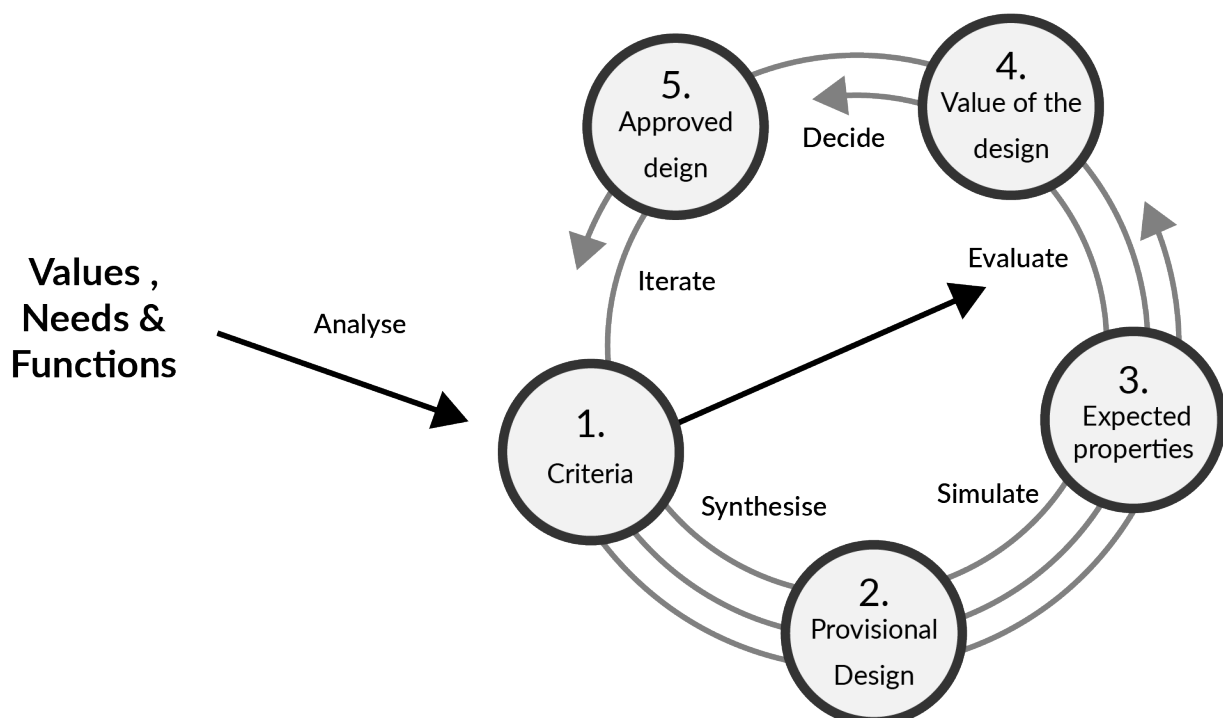 Values ,
Needs &
Functions
Analyse
1.
Criteria
Synthesise
2.
Provisional
Design
Simulate
3.
Expected
properties
Evaluate
4.
Value of the
design
Decide
5.
Approved
deign
Iterate